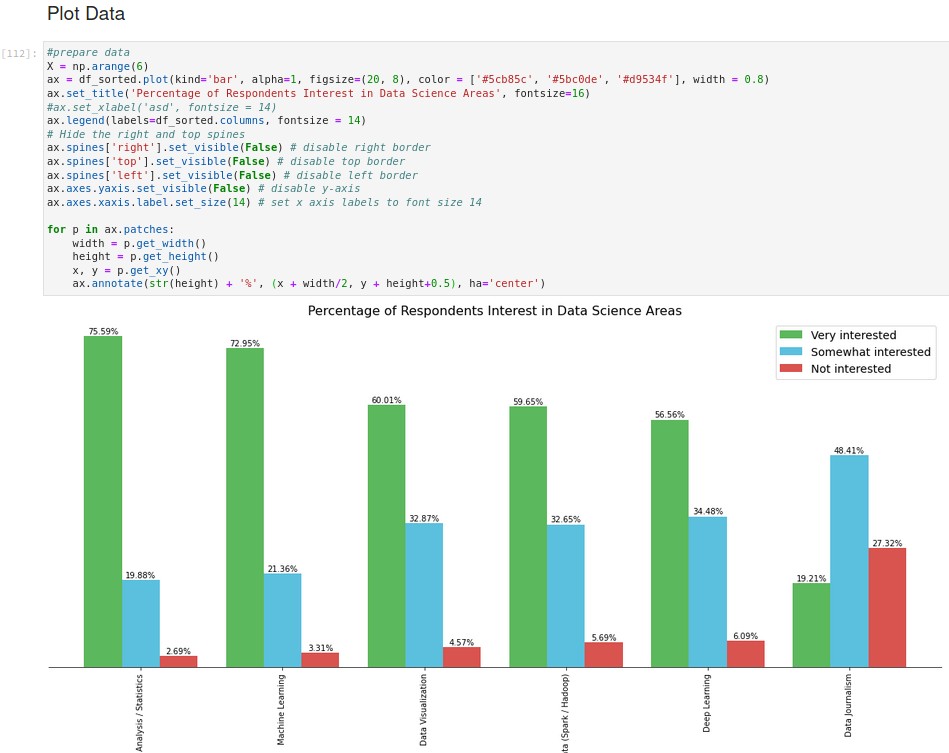 Plot Data
[112]:
#prepare data
X = np.arange(6)
ax = df_sorted.plot(kind='bar', alpha=1, figsize=(20, 8), color = ['#5cb85c', '#5bc0de', '#d9534f'], width = 0.8)
ax.set_title('Percentage of Respondents Interest in Data Science Areas', fontsize=16)
#ax.set_xlabel('asd', fontsize = 14)
ax.legend(labels=df_sorted.columns, fontsize = 14)
# Hide the right and top spines
ax.spines['right'].set_visible(False) # disable right border
ax.spines['top'].set_visible(False) # disable top border
ax.spines['left'].set_visible(False) # disable left border
ax.axes.yaxis.set_visible(False) # disable y-axis
ax.axes.xaxis.label.set_size(14) # set x axis labels to font size 14
for p in ax.patches:
    width = p.get_width()
    height = p.get_height()
    x, y = p.get_xy()
    ax.annotate(str(height) + '%', (x + width/2, y + height+0.5), ha='center')
Percentage of Respondents Interest in Data Science Areas
Very interested
Somewhat interested
Not interested
75.59%
19.88%
2.69%
72.95%
21.36%
3.31%
60.01%
32.87%
4.57%
59.65%
32.65%
5.69%
56.56%
34.48%
6.09%
19.21%
48.41%
27.32%
Analysis / Statistics
Machine Learning
Data Visualization
ta (Spark / Hadoop)
Deep Learning
Data Journalism